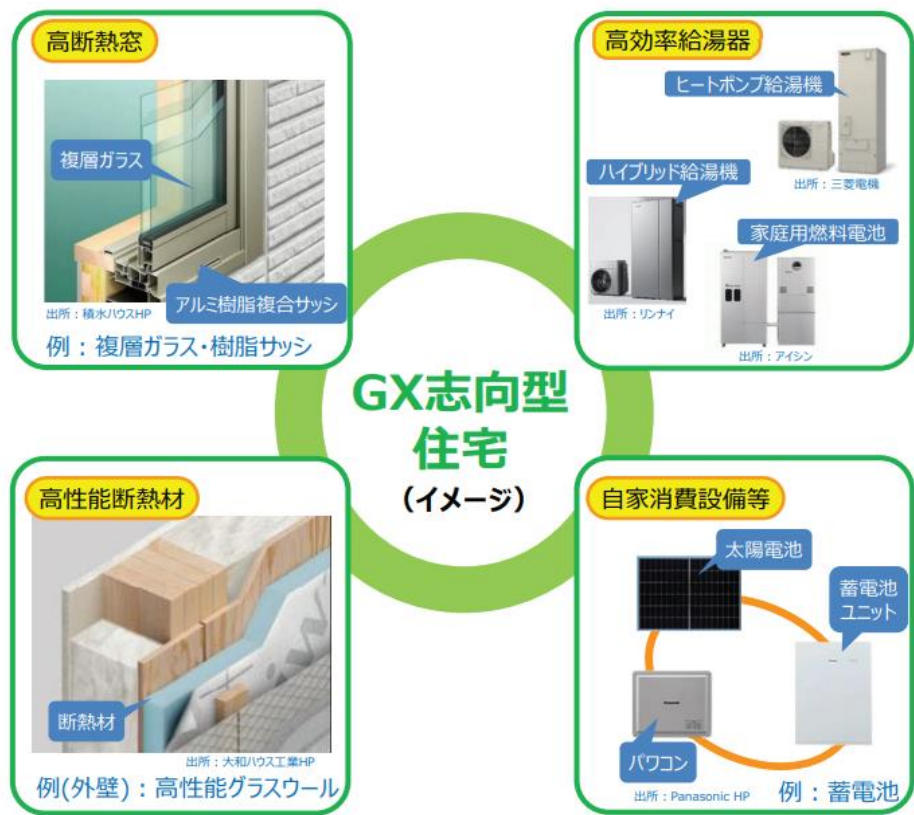 高断熱窓
複層ガラス
アルミ樹脂複合サッシ
出所：積水ハウスHP
例：複層ガラス・樹脂サッシ
高効率給湯器
ヒートポンプ給湯機
出所：三菱電機
ハイブリッド給湯機
出所：リンナイ
家庭用燃料電池
出所：アイシン
GX志向型
住宅
（イメージ）
高性能断熱材
断熱材
出所：大和ハウス工業HP
例(外壁)：高性能グラスウール
自家消費設備等
太陽電池
蓄電池
ユニット
Panasonic
パワコン
出所：Panasonic HP
例：蓄電池